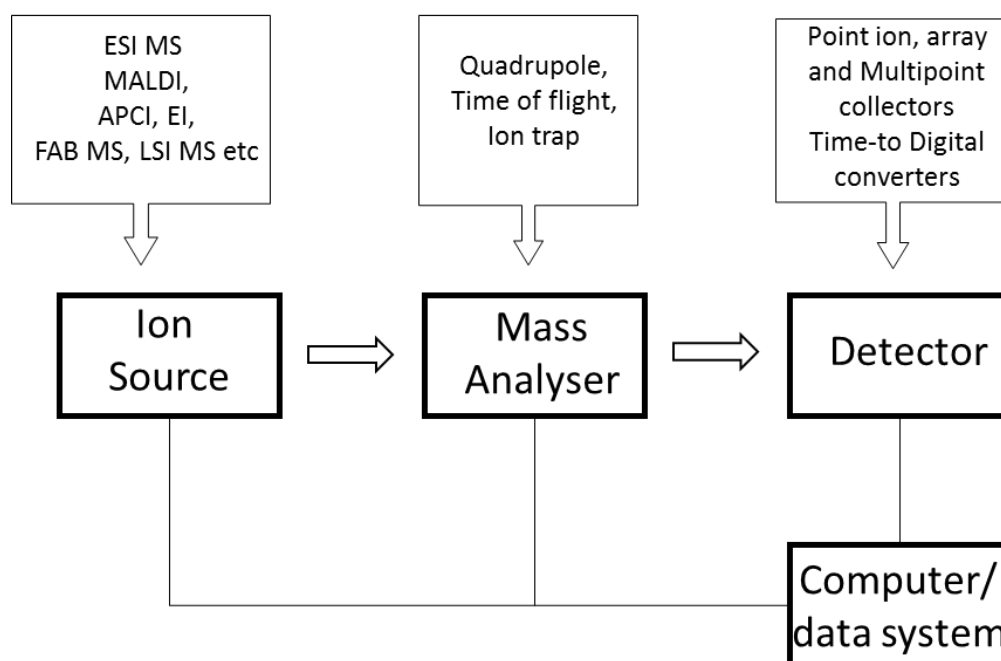 ESI MS
MALDI,
APCI, EI,
FAB MS, LSI MS etc
Quadrupole,
Time of flight,
Ion trap
Point ion, array
and Multipoint
collectors
Time-to Digital
converters
Ion
Source
Mass
Analyser
Detector
Computer/
data system